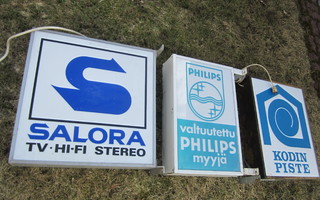 SALORA
TV·HI-FI STEREO
PHILIPS
valtuutettu
PHILIPS
myyjä
KODIN
PISTE